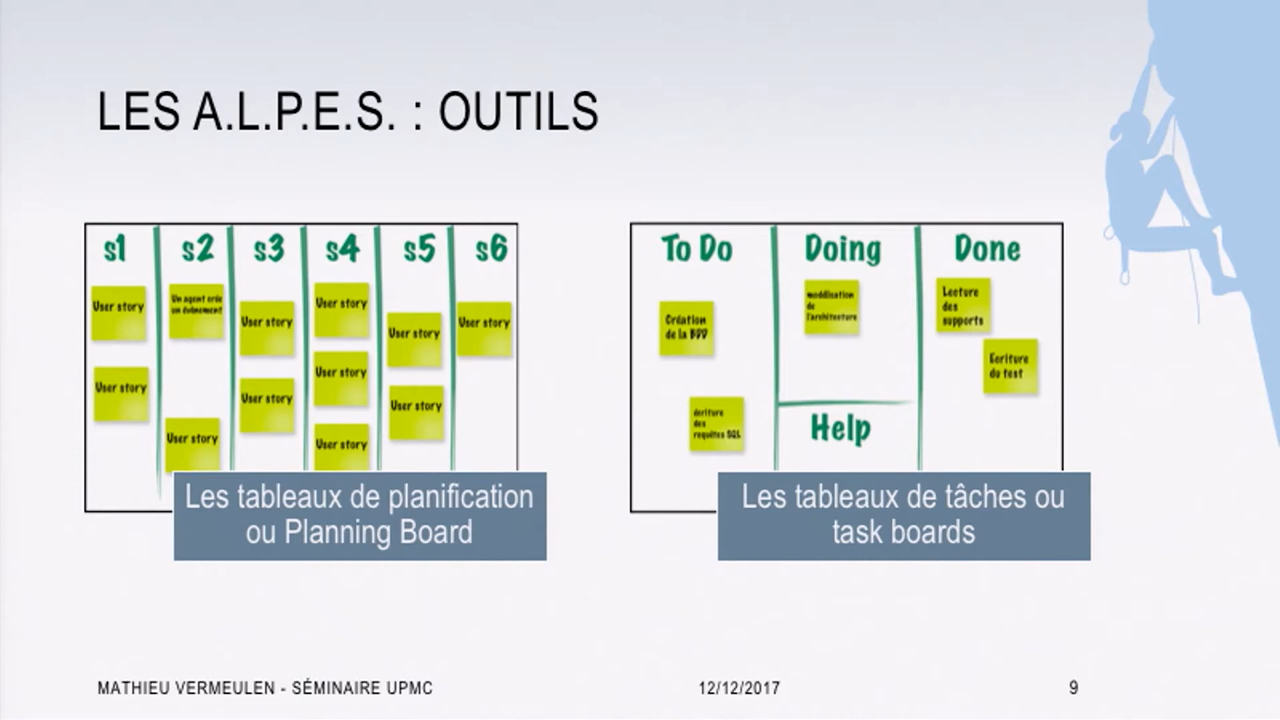 LES A.L.P.E.S. : OUTILS
s1
s2
s3
s4
s5
s6
User story
User story
Un agent crée
un évènement
User story
User story
User story
User story
User story
User story
User story
User story
User story
Les tableaux de planification
ou Planning Board
To Do
Doing
Done
Création
de la BDD
écriture
des
requêtes SQL
modélisation
de
l'architecture
Help
Lecture
des
supports
Ecriture
du test
Les tableaux de tâches ou
task boards
MATHIEU VERMEULEN - SÉMINAIRE UPMC
12/12/2017
9